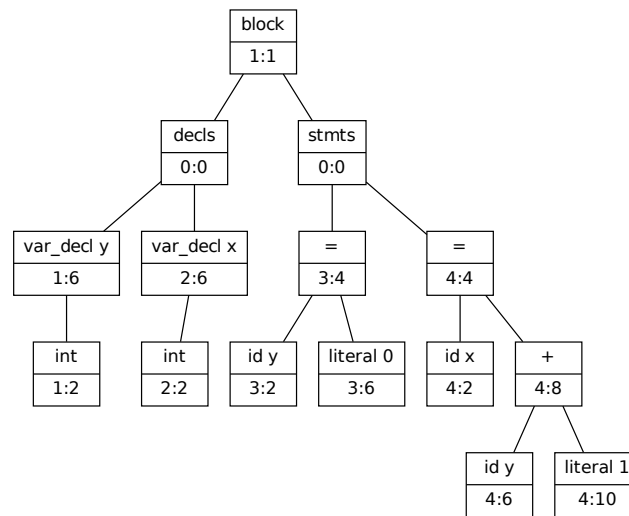 block
1:1
decls
0:0
stmts
0:0
var_decl y
1:6
var_decl x
2:6
=
3:4
=
4:4
int
1:2
int
2:2
id y
3:2
literal 0
3:6
id x
4:2
+
4:8
id y
4:6
literal 1
4:10